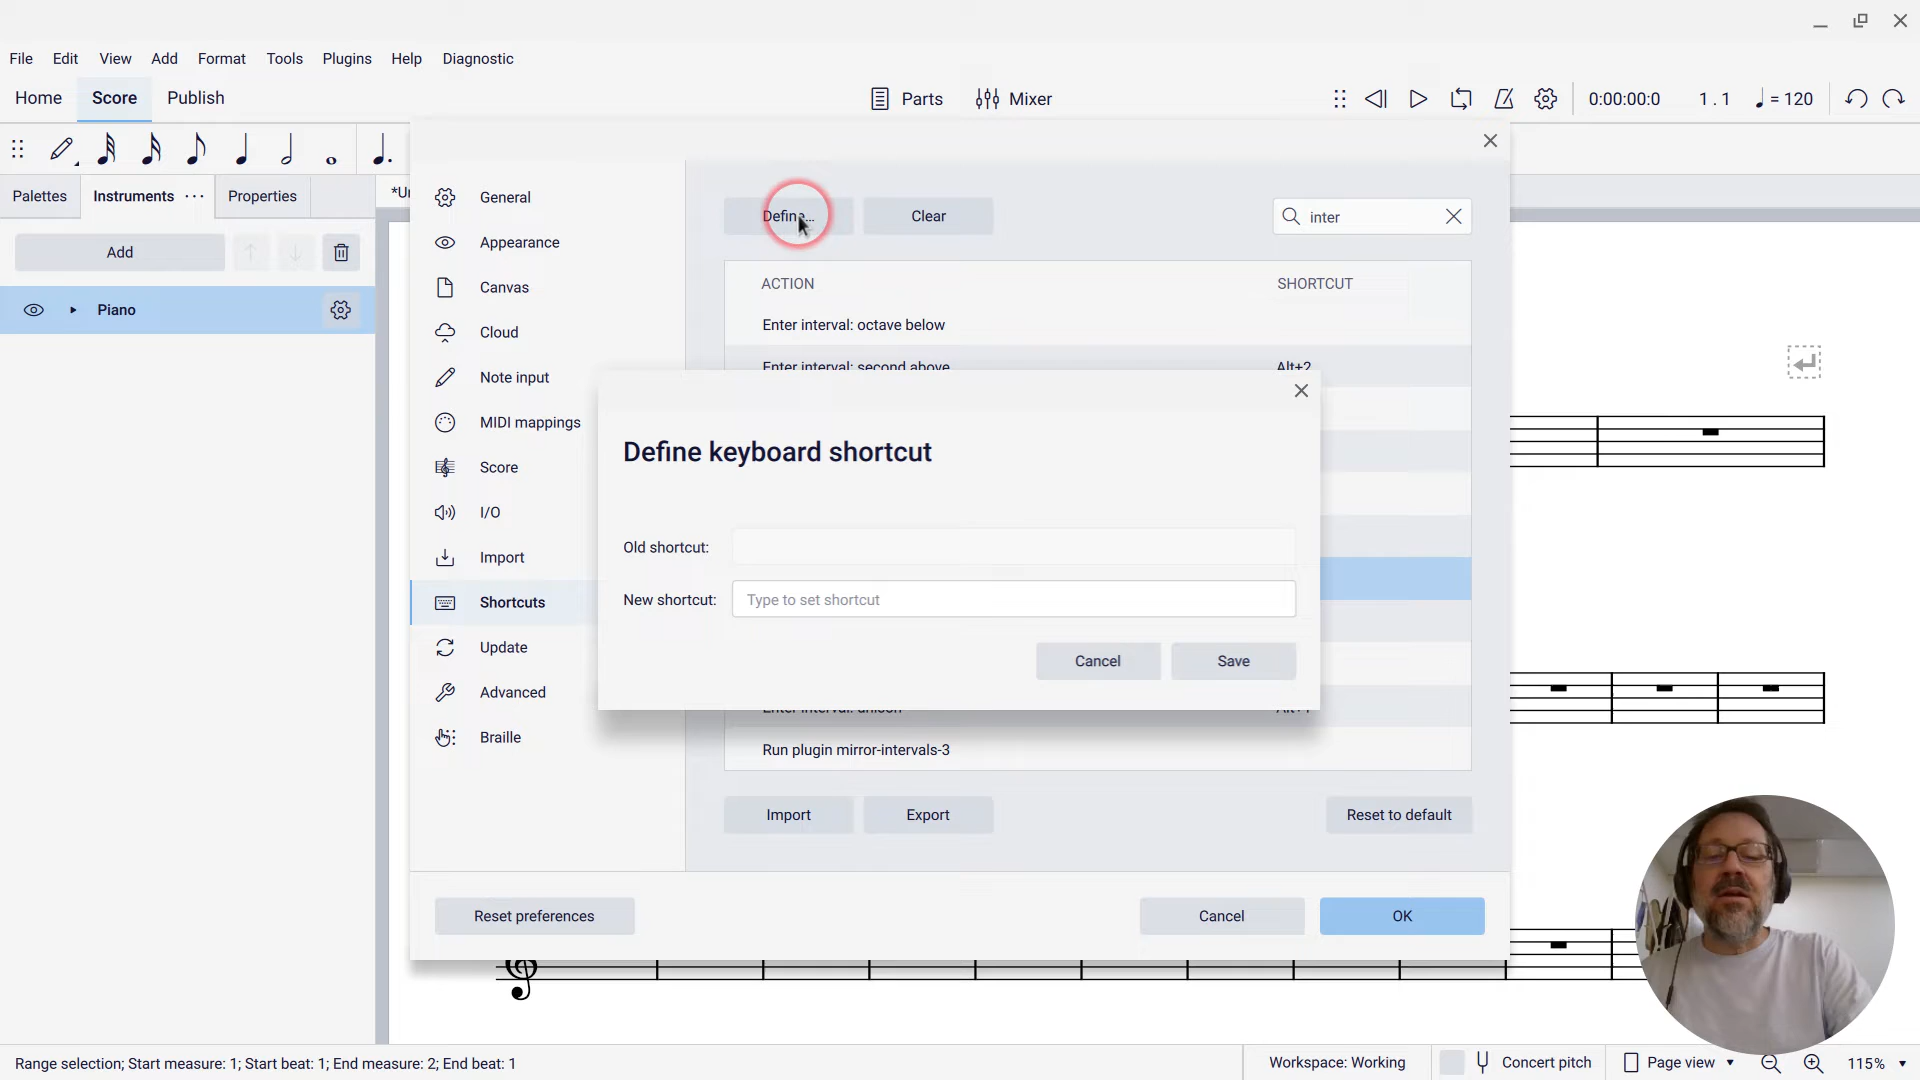 File Edit View Add Format Tools Plugins Help Diagnostic
Home Score Publish Parts Mixer 0:00:00:0 1 . 1 = 120
Palettes Instruments ··· Properties
Add
Piano
General
Appearance
Canvas
Cloud
Note input
MIDI mappings
Score
I/O
Import
Shortcuts
Update
Advanced
Braille
Define... Clear inter
ACTION SHORTCUT
Enter interval: octave below
Enter interval: second above Alt+2
Define keyboard shortcut
Old shortcut:
New shortcut: Type to set shortcut
Cancel Save
Enter interval: unison Alt+1
Run plugin mirror-intervals-3
Import Export Reset to default
Reset preferences Cancel OK
Range selection; Start measure: 1; Start beat: 1; End measure: 2; End beat: 1 Workspace: Working Concert pitch Page view 115%